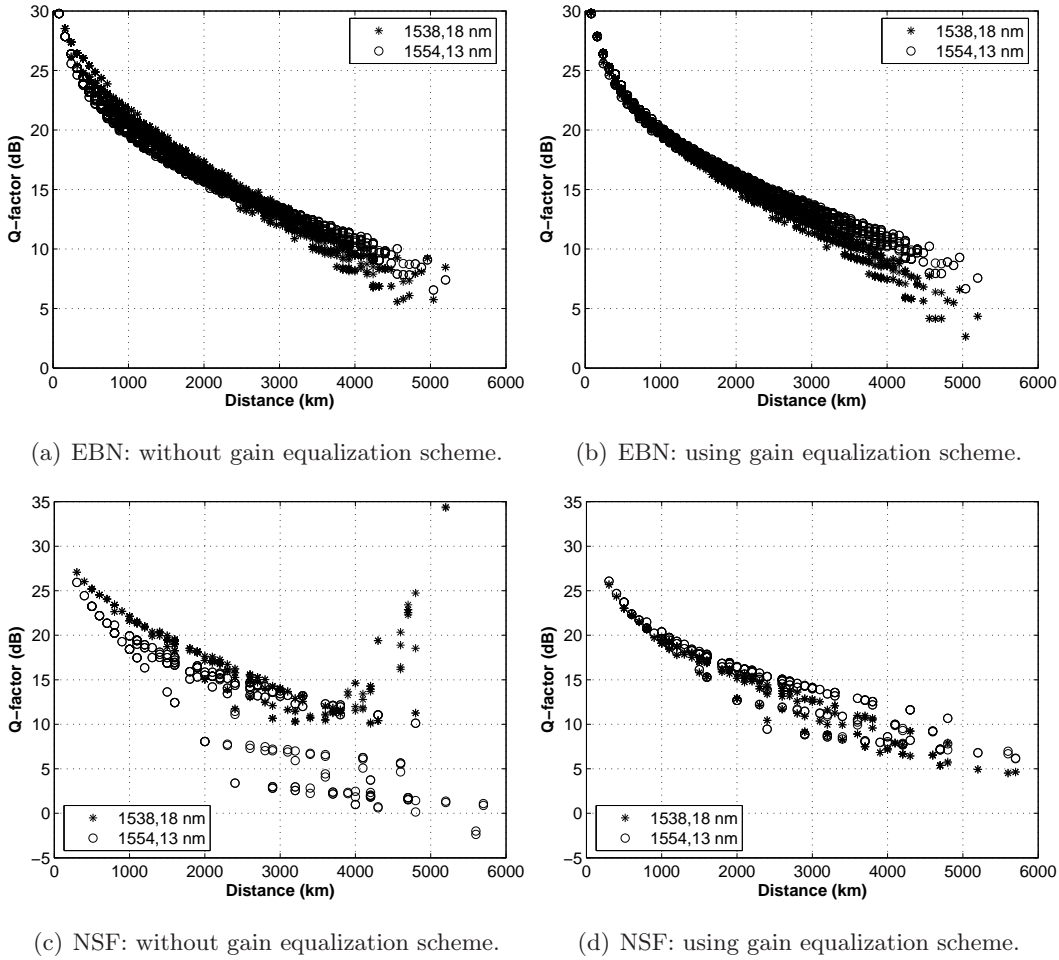 30
25
20
15
10
5
0
0 1000 2000 3000 4000 5000 6000
Q-factor (dB)
Distance (km)
1538,18 nm
1554,13 nm
(a) EBN: without gain equalization scheme.
30
25
20
15
10
5
0
0 1000 2000 3000 4000 5000 6000
Q-factor (dB)
Distance (km)
1538,18 nm
1554,13 nm
(b) EBN: using gain equalization scheme.
35
30
25
20
15
10
5
0
−5
0 1000 2000 3000 4000 5000 6000
Q-factor (dB)
Distance (km)
1538,18 nm
1554,13 nm
(c) NSF: without gain equalization scheme.
35
30
25
20
15
10
5
0
−5
0 1000 2000 3000 4000 5000 6000
Q-factor (dB)
Distance (km)
1538,18 nm
1554,13 nm
(d) NSF: using gain equalization scheme.